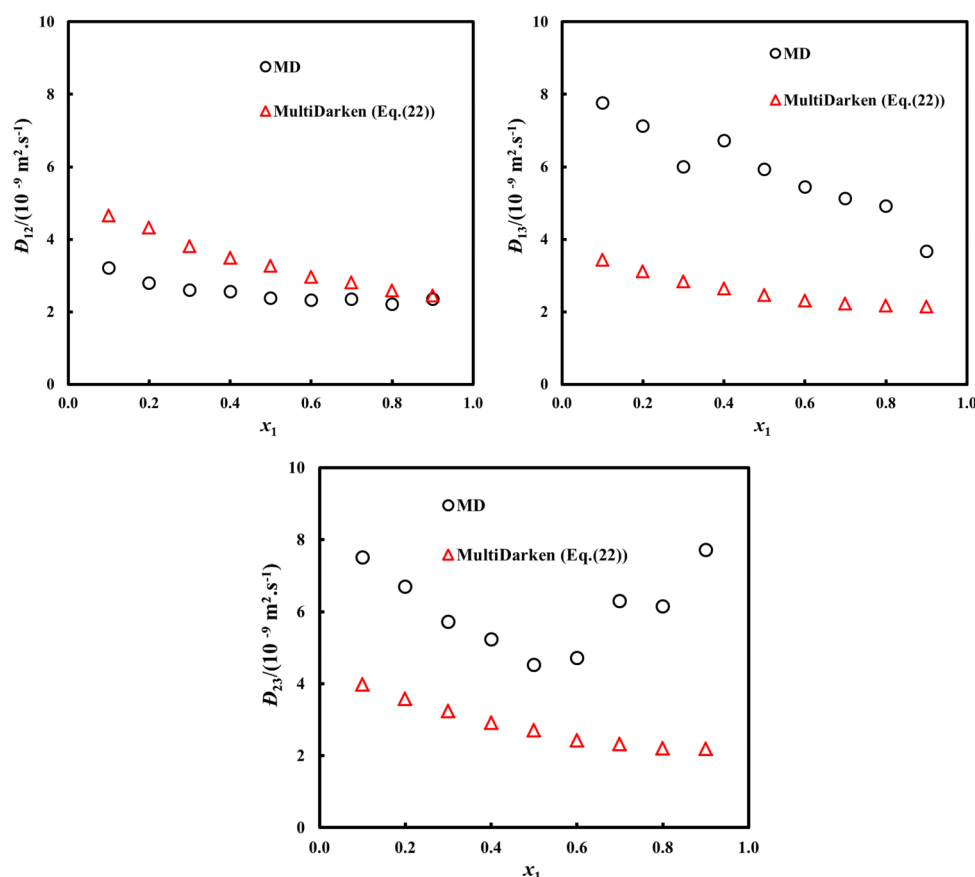 10
8
6
4
2
0
Đ₁₂/(10 ⁻⁹ m².s⁻¹)
MD
MultiDarken (Eq.(22))
0.0 0.2 0.4 0.6 0.8 1.0
x₁
10
8
6
4
2
0
Đ₁₃/(10 ⁻⁹ m².s⁻¹)
MD
MultiDarken (Eq.(22))
0.0 0.2 0.4 0.6 0.8 1.0
x₁
10
8
6
4
2
0
Đ₂₃/(10 ⁻⁹ m².s⁻¹)
MD
MultiDarken (Eq.(22))
0.0 0.2 0.4 0.6 0.8 1.0
x₁